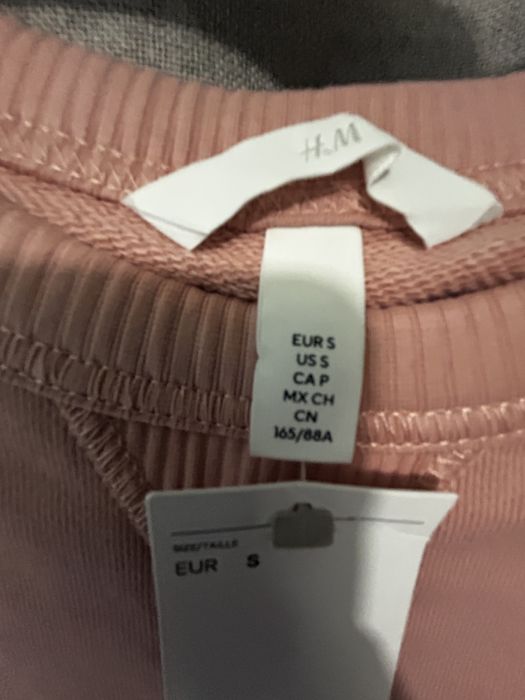 H&M
EUR S
US S
CA P
MX CH
CN
165/88A
SIZE/TAILLE
EUR S